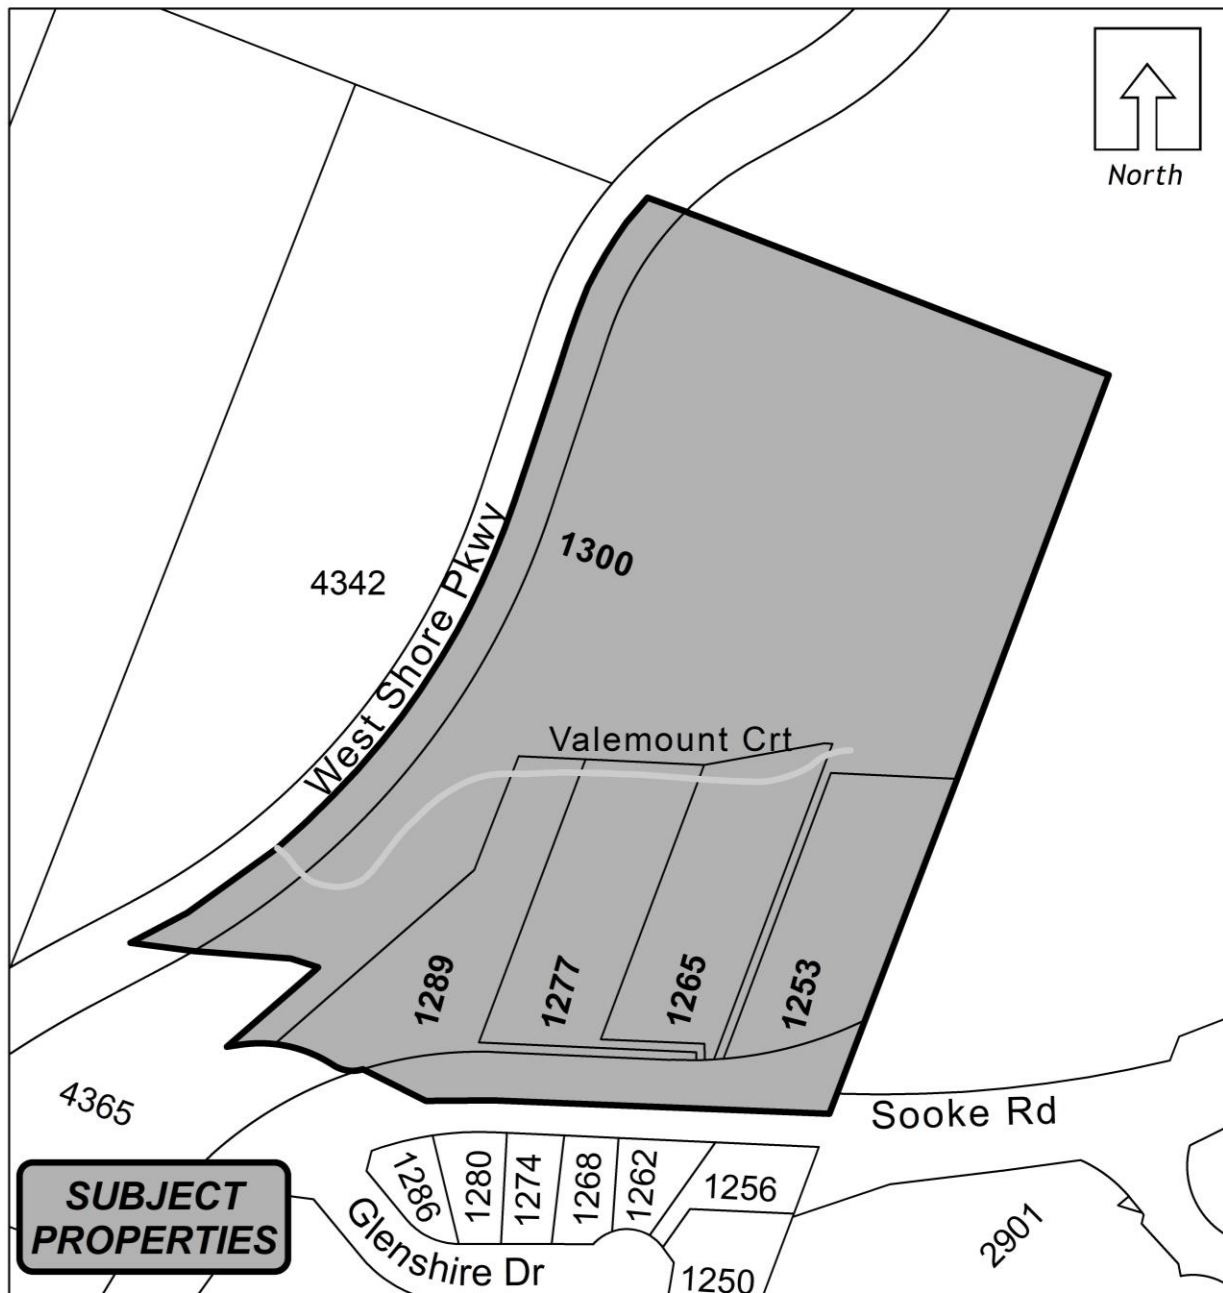 North
1300
4342
West Shore Pkwy
Valemount Crt
1289
1277
1265
1253
4365
Sooke Rd
SUBJECT
PROPERTIES
1286
1280
1274
1268
1262
1256
Glenshire Dr
1250
2901